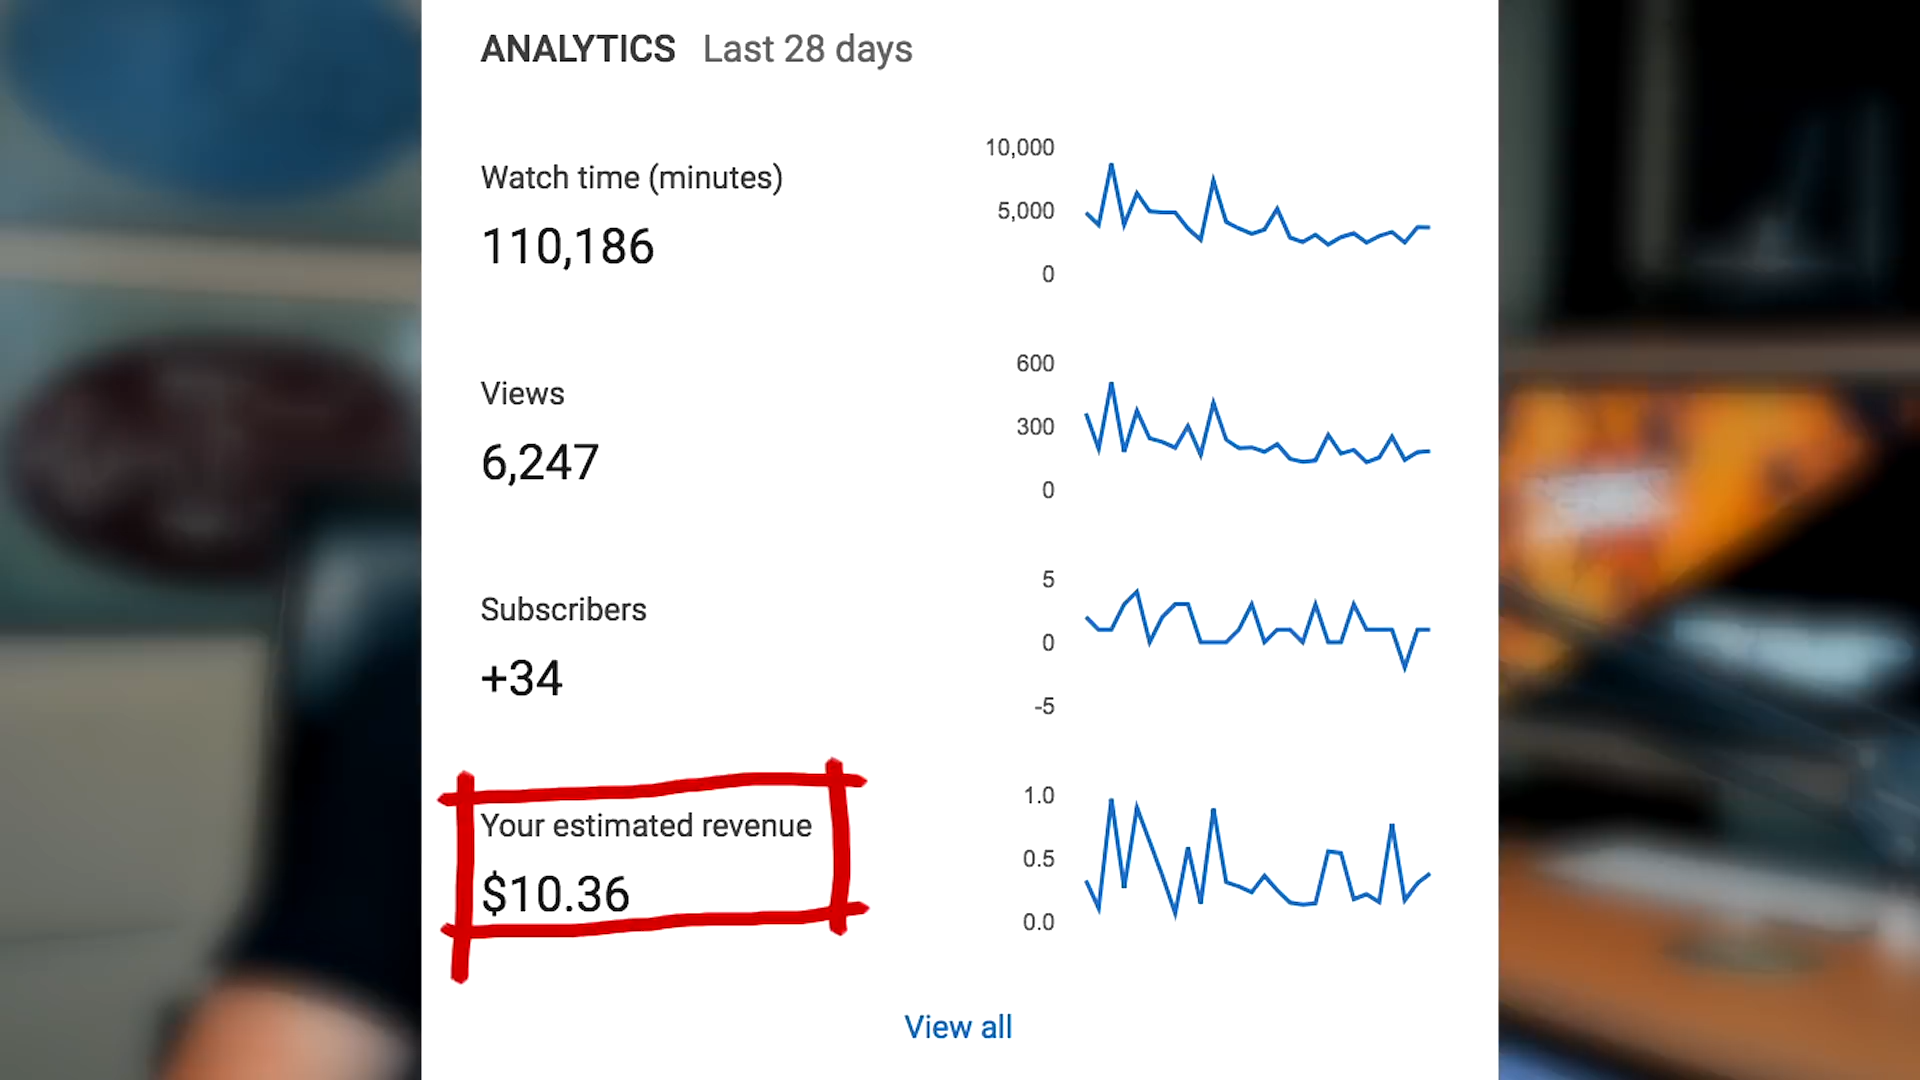 ANALYTICS Last 28 days
Watch time (minutes)
110,186
10,000
5,000
0
Views
6,247
600
300
0
Subscribers
+34
5
0
-5
Your estimated revenue
$10.36
1.0
0.5
0.0
View all